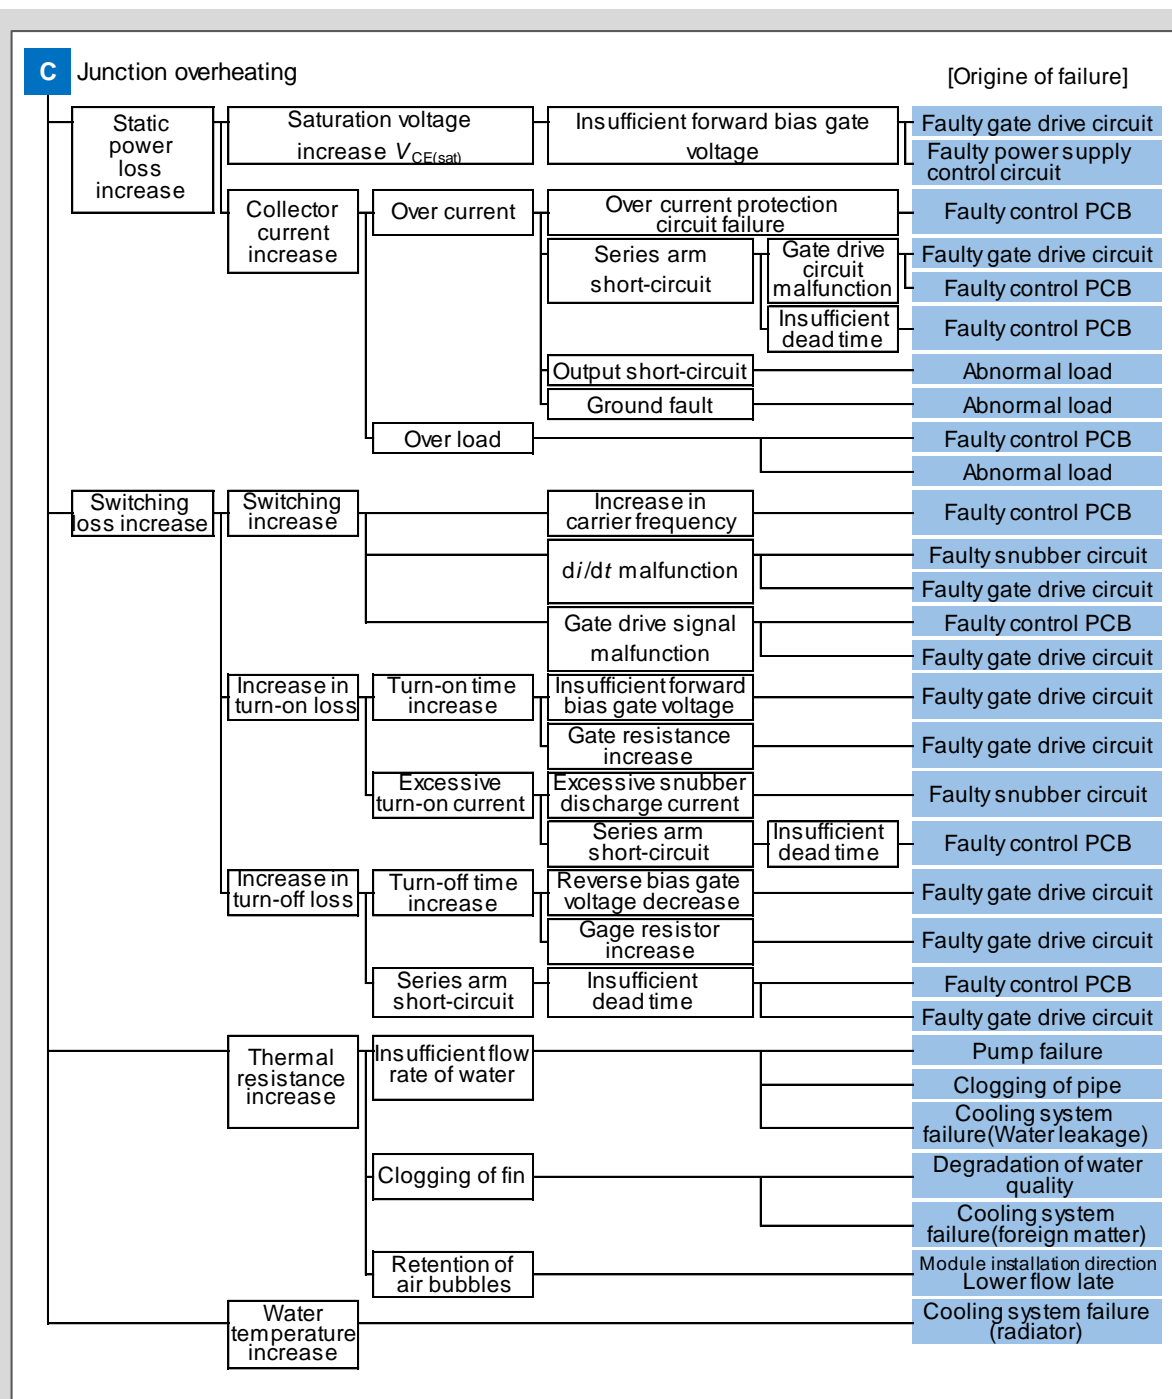 C Junction overheating
[Origine of failure]
Static
power
loss
increase
Saturation voltage
increase VCE(sat)
Insufficient forward bias gate
voltage
Faulty gate drive circuit
Faulty power supply
control circuit
Collector
current
increase
Over current
Over current protection
circuit failure
Faulty control PCB
Series arm
short-circuit
Gate drive
circuit
malfunction
Faulty gate drive circuit
Faulty control PCB
Insufficient
dead time
Faulty control PCB
Output short-circuit
Abnormal load
Ground fault
Abnormal load
Over load
Faulty control PCB
Abnormal load
Switching
loss increase
Switching
increase
Increase in
carrier frequency
Faulty control PCB
di/dt malfunction
Faulty snubber circuit
Faulty gate drive circuit
Gate drive signal
malfunction
Faulty control PCB
Faulty gate drive circuit
Increase in
turn-on loss
Turn-on time
increase
Insufficient forward
bias gate voltage
Faulty gate drive circuit
Gate resistance
increase
Faulty gate drive circuit
Excessive
turn-on current
Excessive snubber
discharge current
Faulty snubber circuit
Series arm
short-circuit
Insufficient
dead time
Faulty control PCB
Increase in
turn-off loss
Turn-off time
increase
Reverse bias gate
voltage decrease
Faulty gate drive circuit
Gage resistor
increase
Faulty gate drive circuit
Series arm
short-circuit
Insufficient
dead time
Faulty control PCB
Faulty gate drive circuit
Thermal
resistance
increase
Insufficient flow
rate of water
Pump failure
Clogging of pipe
Cooling system
failure(Water leakage)
Clogging of fin
Degradation of water
quality
Cooling system
failure(foreign matter)
Retention of
air bubbles
Module installation direction
Lower flow late
Water
temperature
increase
Cooling system failure
(radiator)